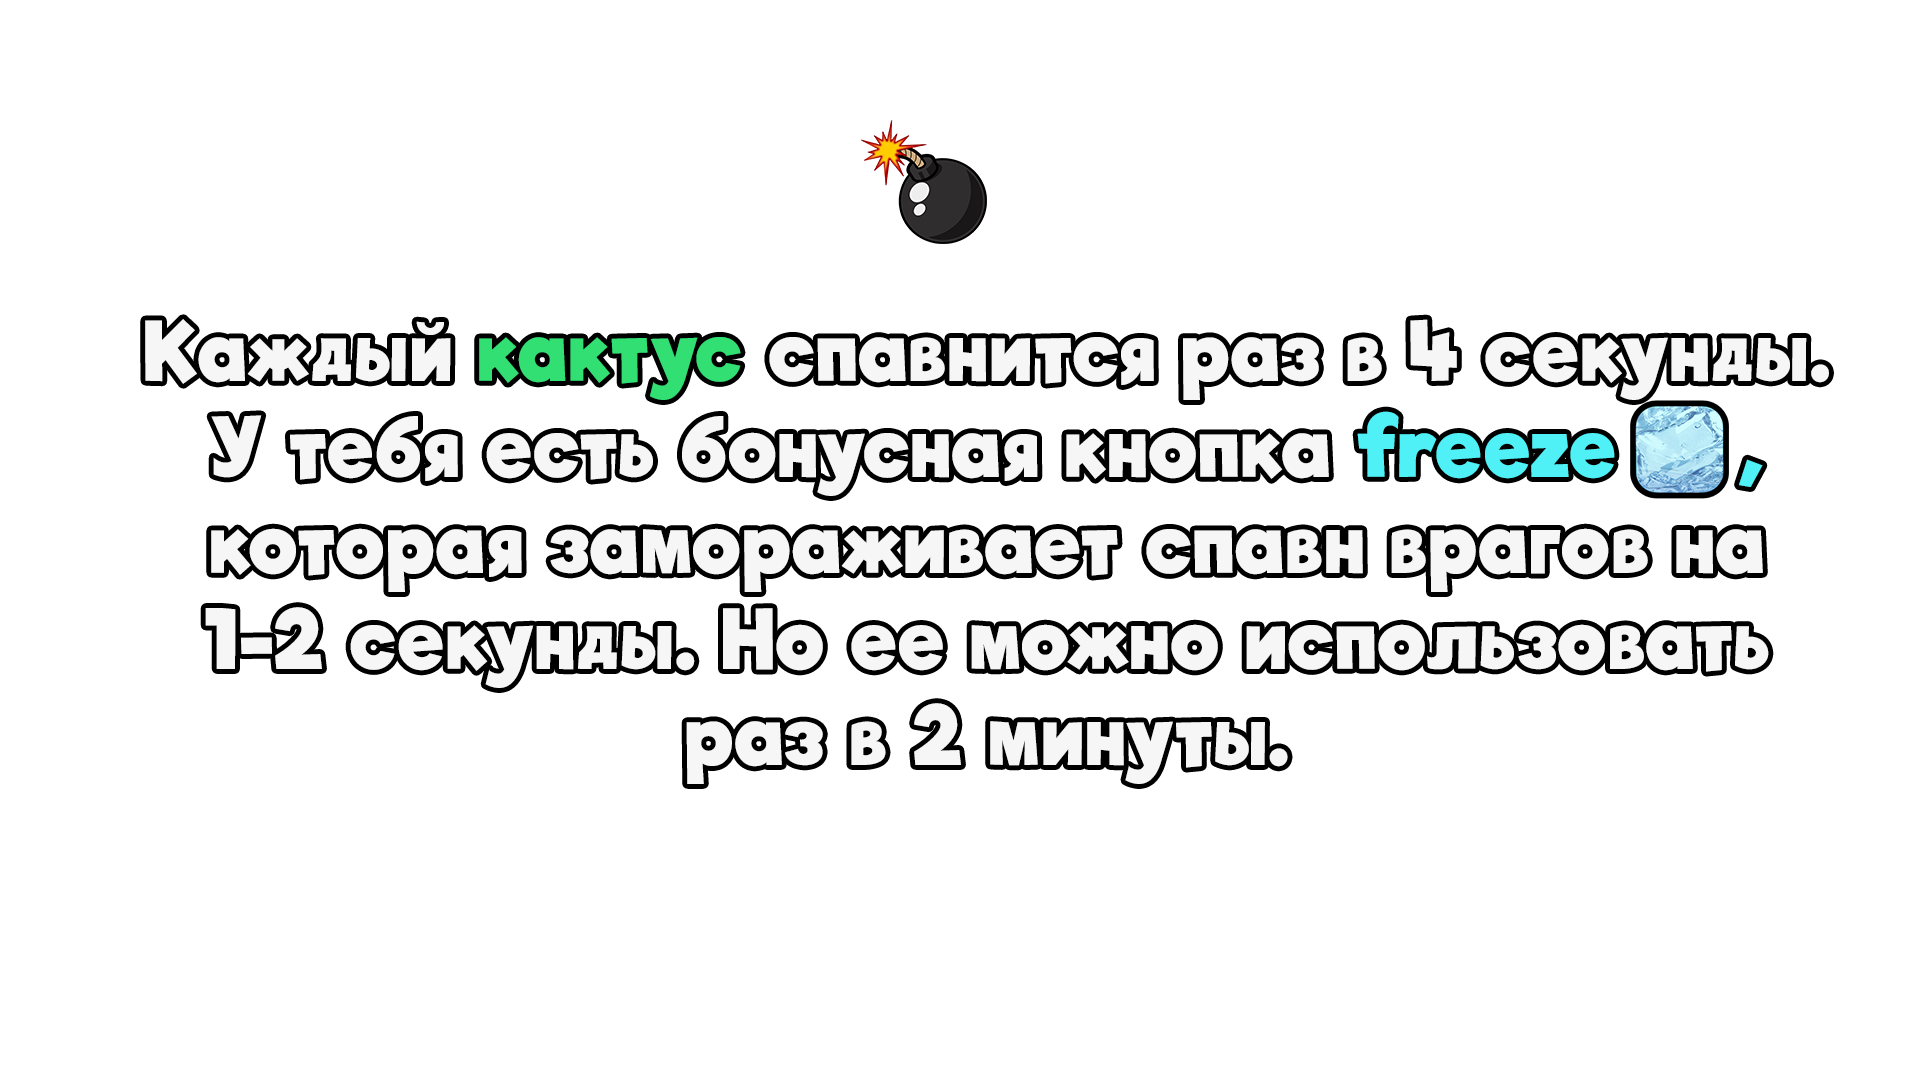 Каждый кактус спавнится раз в 4 секунды.
У тебя есть бонусная кнопка freeze,
которая замораживает спавн врагов на
1-2 секунды. Но ее можно использовать
раз в 2 минуты.